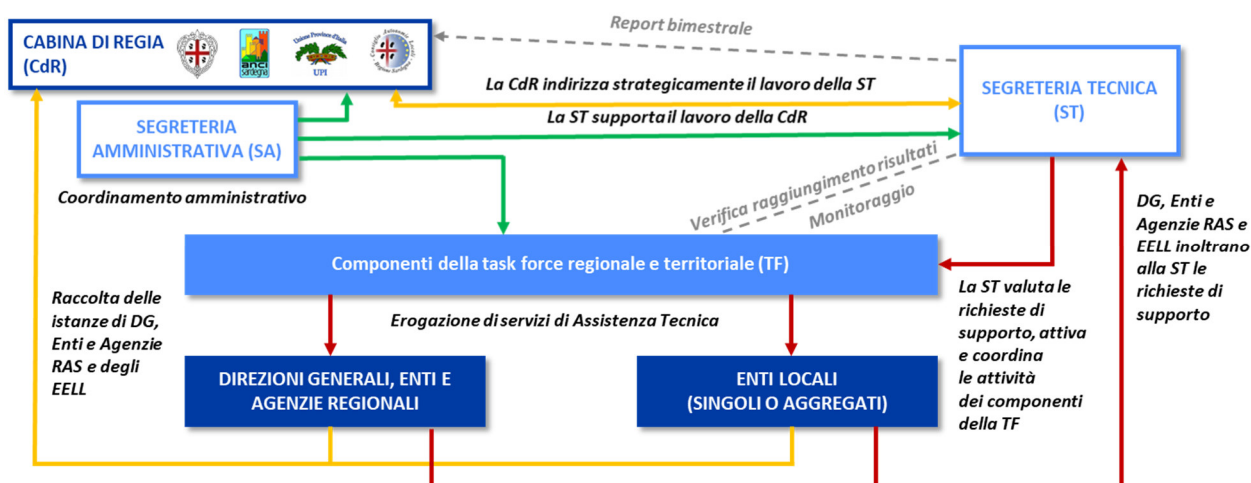 Report bimestrale
CABINA DI REGIA
(CdR)
anci
sardegna
Unione Province d'Italia
UPI
La CdR indirizza strategicamente il lavoro della ST
La ST supporta il lavoro della CdR
SEGRETERIA TECNICA
(ST)
SEGRETERIA
AMMINISTRATIVA (SA)
Coordinamento amministrativo
Verifica raggiungimento risultati
Monitoraggio
DG, Enti e
Agenzie RAS e
EELL inoltrano
alla ST le
richieste di
supporto
Componenti della task force regionale e territoriale (TF)
Raccolta delle
istanze di DG,
Enti e Agenzie
RAS e degli
EELL
Erogazione di servizi di Assistenza Tecnica
La ST valuta le
richieste di
supporto, attiva
e coordina
le attività
dei componenti
della TF
DIREZIONI GENERALI, ENTI E
AGENZIE REGIONALI
ENTI LOCALI
(SINGOLI O AGGREGATI)